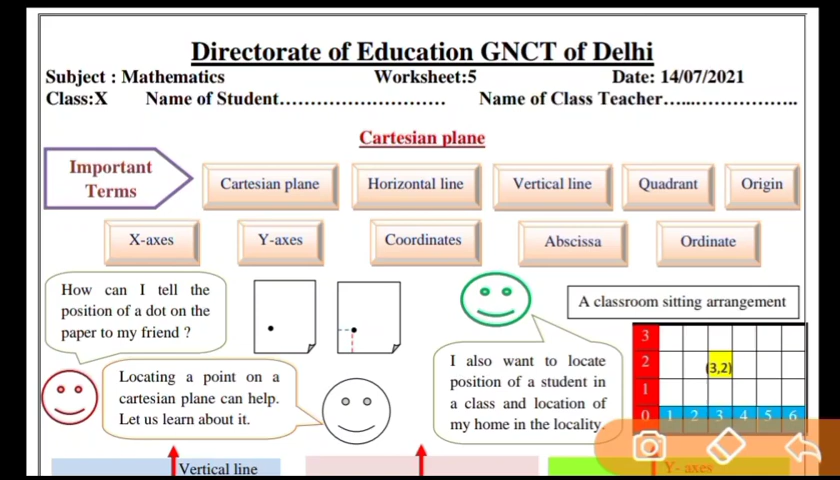 Directorate of Education GNCT of Delhi
Subject : Mathematics Worksheet:5 Date: 14/07/2021
Class:X Name of Student........................... Name of Class Teacher......................
Cartesian plane
Important
Terms
Cartesian plane Horizontal line Vertical line Quadrant Origin
X-axes Y-axes Coordinates Abscissa Ordinate
How can I tell the
position of a dot on the
paper to my friend ?
Locating a point on a
cartesian plane can help.
Let us learn about it.
I also want to locate
position of a student in
a class and location of
my home in the locality.
A classroom sitting arrangement
3
2 (3,2)
1
0 1 2 3 4 5 6
Vertical line
Y- axes